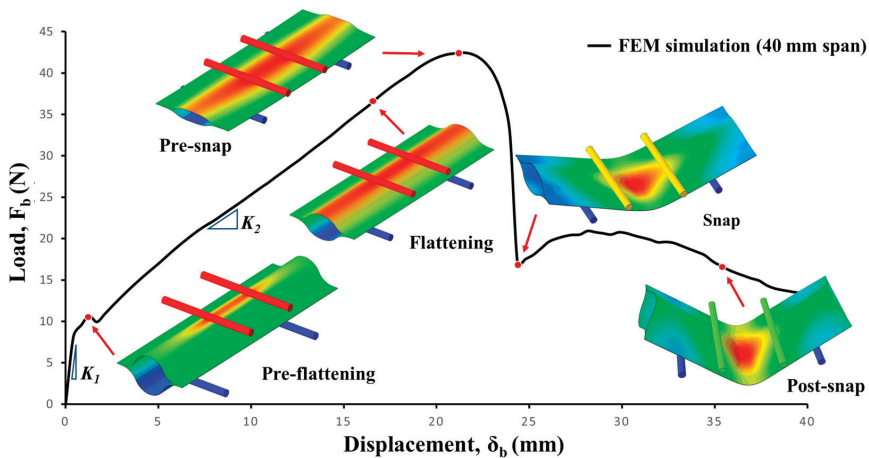 45
40
35
30
25
20
15
10
5
0
Load, F_b (N)
FEM simulation (40 mm span)
Pre-snap
K_2
Flattening
Snap
K_1
Pre-flattening
Post-snap
0
5
10
15
20
25
30
35
40
Displacement, δ_b (mm)